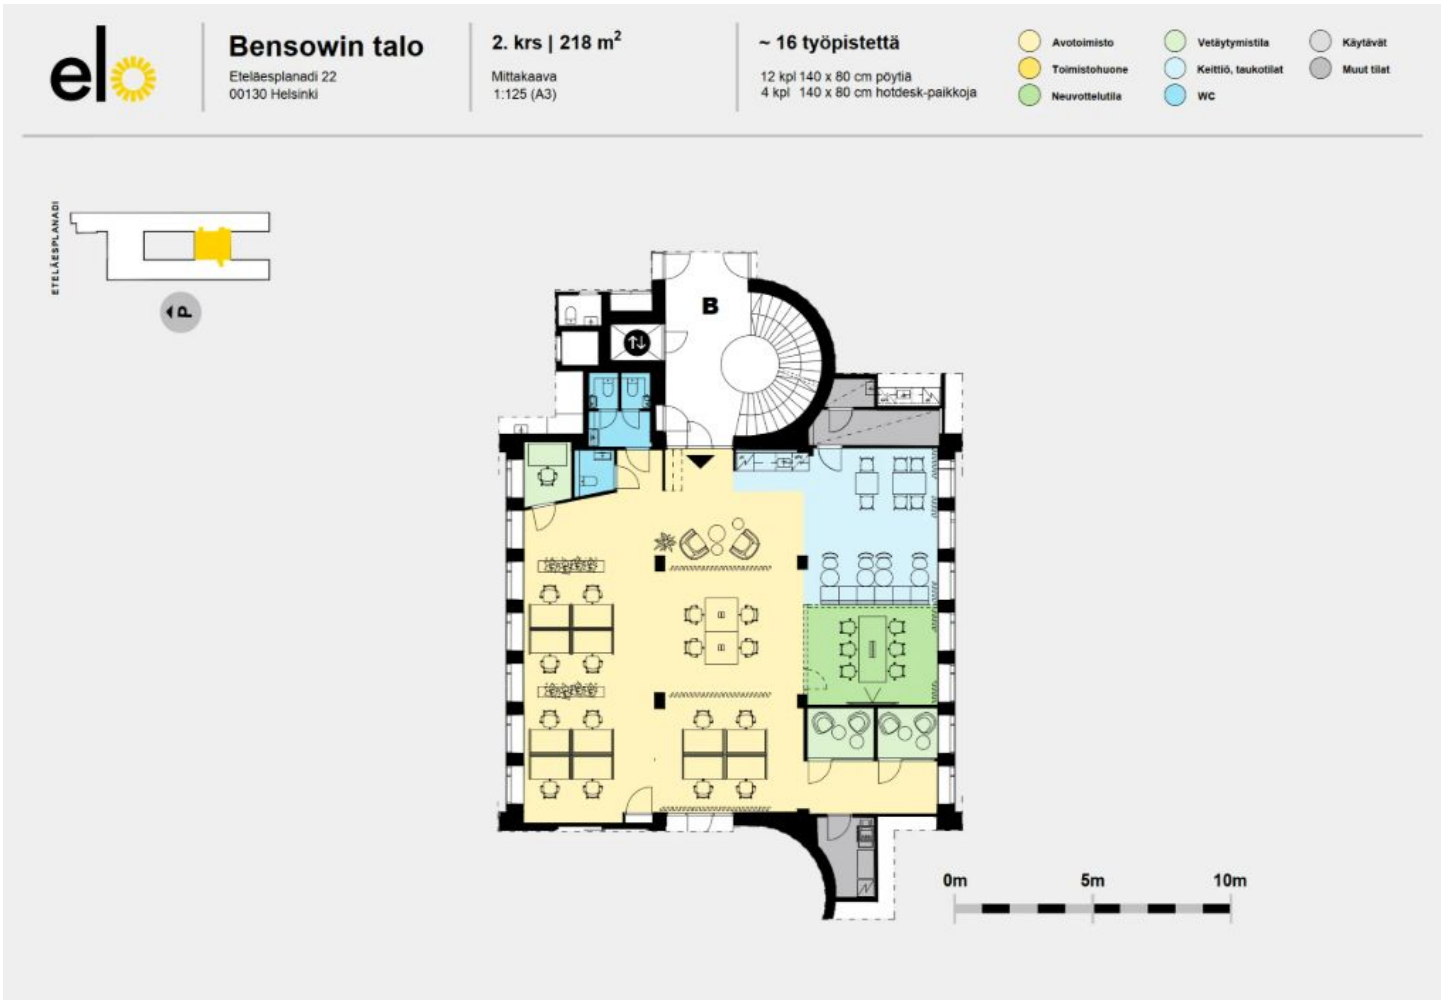 elo
Bensowin talo
Eteläesplanadi 22
00130 Helsinki
2. krs | 218 m²
Mittakaava
1:125 (A3)
~ 16 työpistettä
12 kpl 140 x 80 cm pöytiä
4 kpl 140 x 80 cm hotdesk-paikkoja
Avotoimisto
Toimistohuone
Neuvottelutila
Vetäytymistila
Keittiö, taukotilat
WC
Käytävät
Muut tilat
ETELÄESPLANADI
P
B
0m 5m 10m